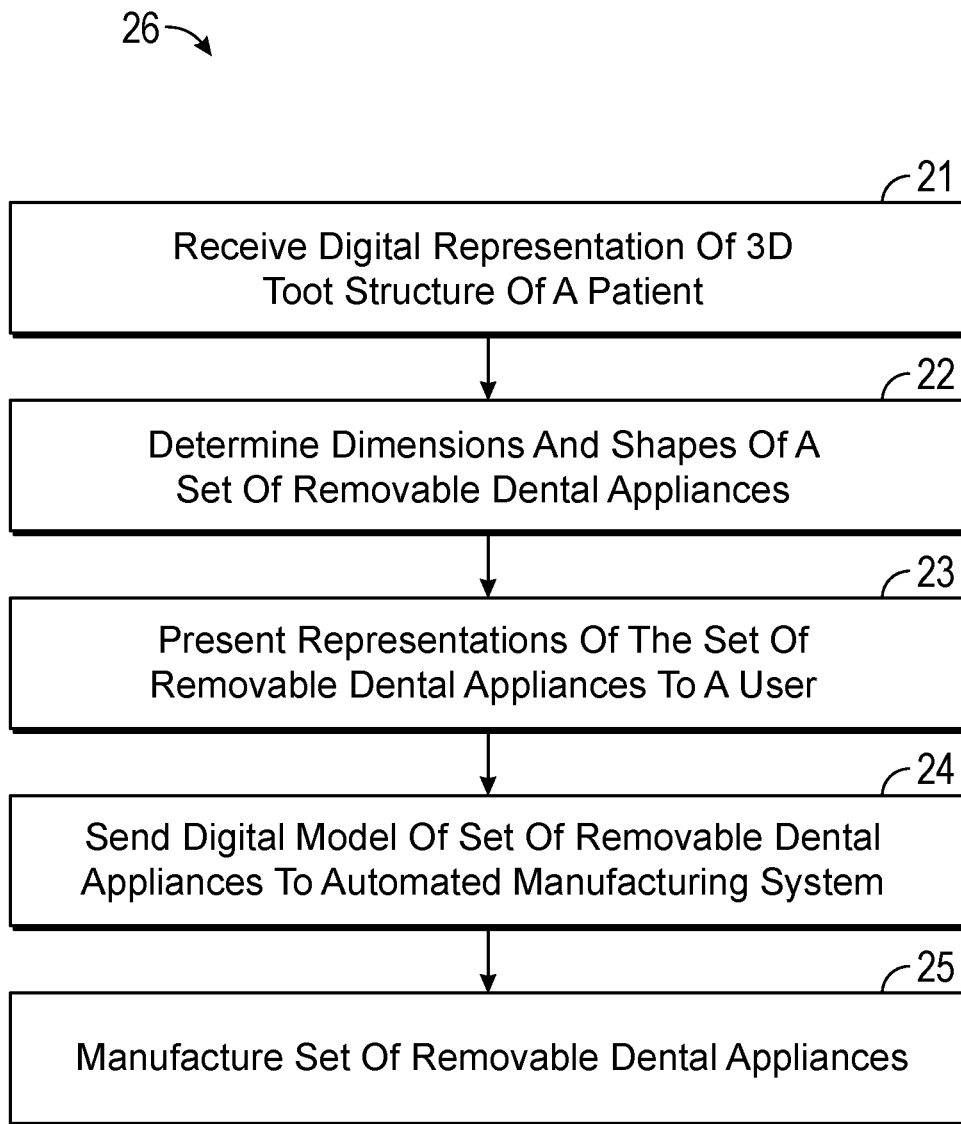 26
21
Receive Digital Representation Of 3D
Toot Structure Of A Patient
22
Determine Dimensions And Shapes Of A
Set Of Removable Dental Appliances
23
Present Representations Of The Set Of
Removable Dental Appliances To A User
24
Send Digital Model Of Set Of Removable Dental
Appliances To Automated Manufacturing System
25
Manufacture Set Of Removable Dental Appliances